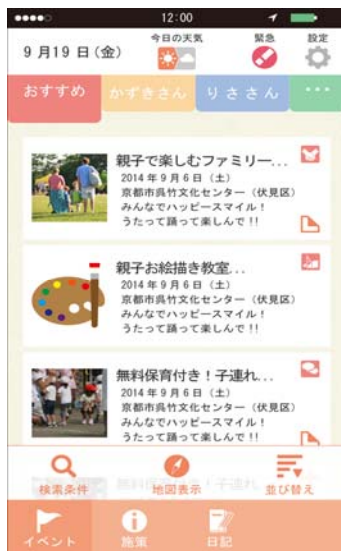 12:00
9月19日(金)
今日の天気
緊急
設定
おすすめ
かずきさん
りささん
...
親子で楽しむファミリー...
2014年9月6日(土)
京都市呉竹文化センター(伏見区)
みんなでハッピースマイル!
うたって踊って楽しんで!!
親子お絵描き教室...
2014年9月6日(土)
京都市呉竹文化センター(伏見区)
みんなでハッピースマイル!
うたって踊って楽しんで!!
無料保育付き!子連れ...
2014年9月6日(土)
京都市呉竹文化センター(伏見区)
みんなでハッピースマイル!
うたって踊って楽しんで!!
無料保育付き!子連れ
検索条件
地図表示
並び替え
イベント
施策
日記